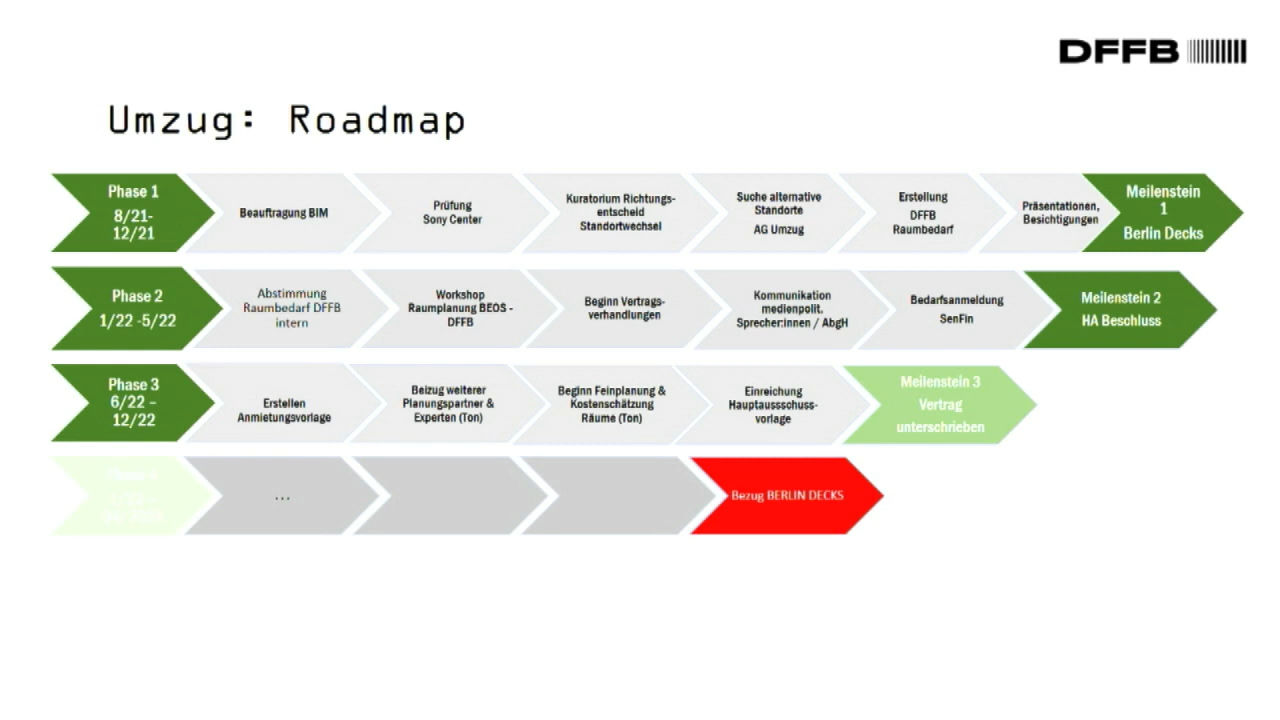 DFFB
Umzug: Roadmap
Phase 1
8/21-
12/21
Beauftragung BIM
Prüfung
Sony Center
Kuratorium Richtungs-
entscheid
Standortwechsel
Suche alternative
Standorte
AG Umzug
Erstellung
DFFB
Raumbedarf
Präsentationen,
Besichtigungen
Meilenstein
1
Berlin Decks
Phase 2
1/22 -5/22
Abstimmung
Raumbedarf DFFB
intern
Workshop
Raumplanung BEOS -
DFFB
Beginn Vertrags-
verhandlungen
Kommunikation
medienpolit.
Sprecher:innen / AbgH
Bedarfsanmeldung
SenFin
Meilenstein 2
HA Beschluss
Phase 3
6/22 –
12/22
Erstellen
Anmietungsvorlage
Beizug weiterer
Planungspartner &
Experten (Ton)
Beginn Feinplanung &
Kostenschätzung
Räume (Ton)
Einreichung
Hauptaussschuss-
vorlage
Meilenstein 3
Vertrag
unterschrieben
...
Bezug BERLIN DECKS